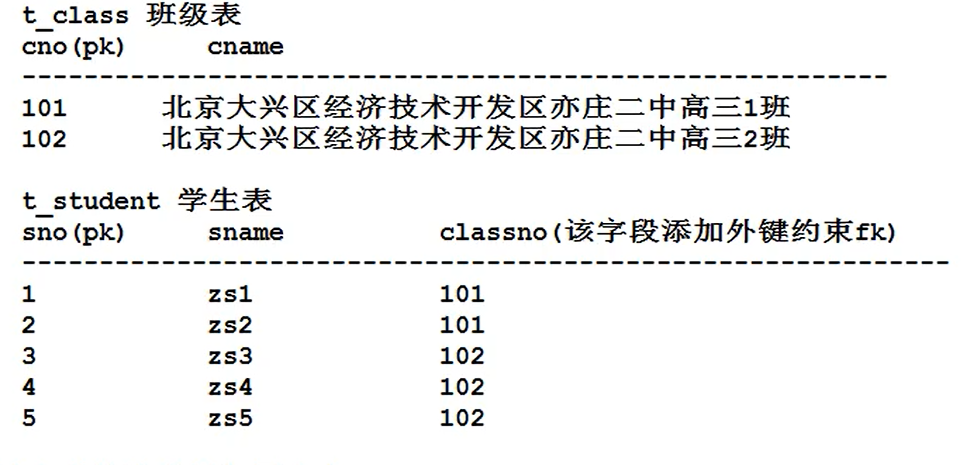 t_class 班级表
cno(pk) cname
--------------------------------------------------------
101 北京大兴区经济技术开发区亦庄二中高三1班
102 北京大兴区经济技术开发区亦庄二中高三2班
t_student 学生表
sno(pk) sname classno(该字段添加外键约束fk)
------------------------------------------------------------
1 zs1 101
2 zs2 101
3 zs3 102
4 zs4 102
5 zs5 102